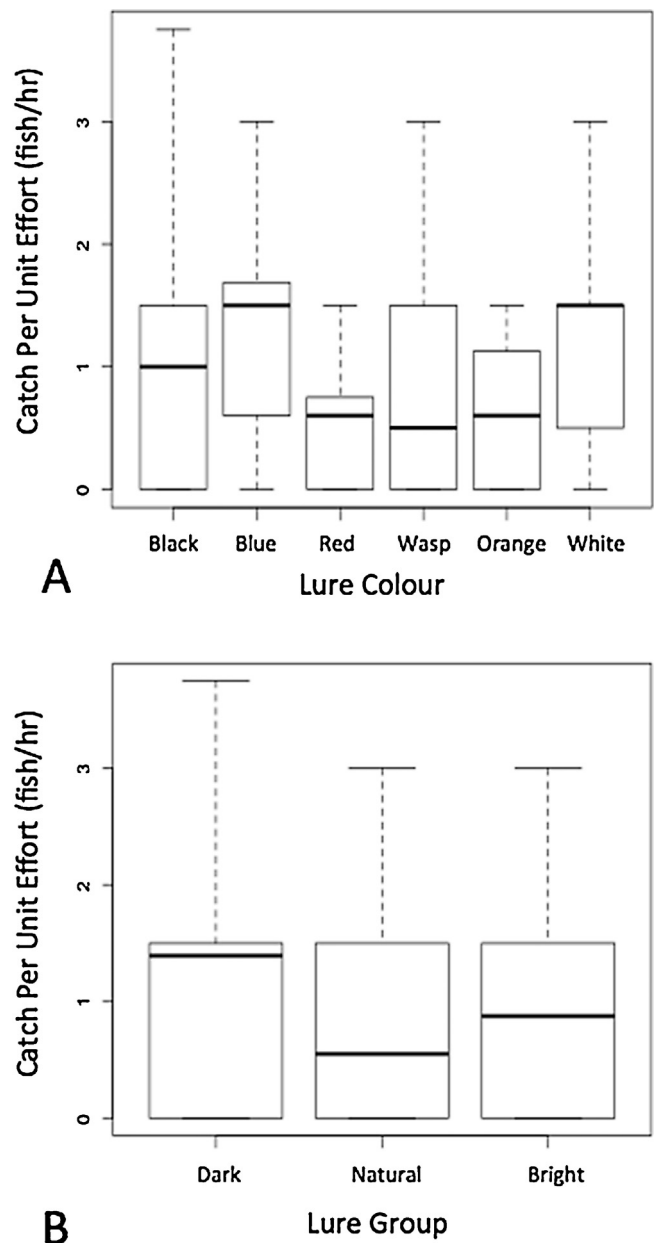 Catch Per Unit Effort (fish/hr)
3
2
1
0
Black Blue Red Wasp Orange White
A
Lure Colour
Catch Per Unit Effort (fish/hr)
3
2
1
0
Dark Natural Bright
B
Lure Group